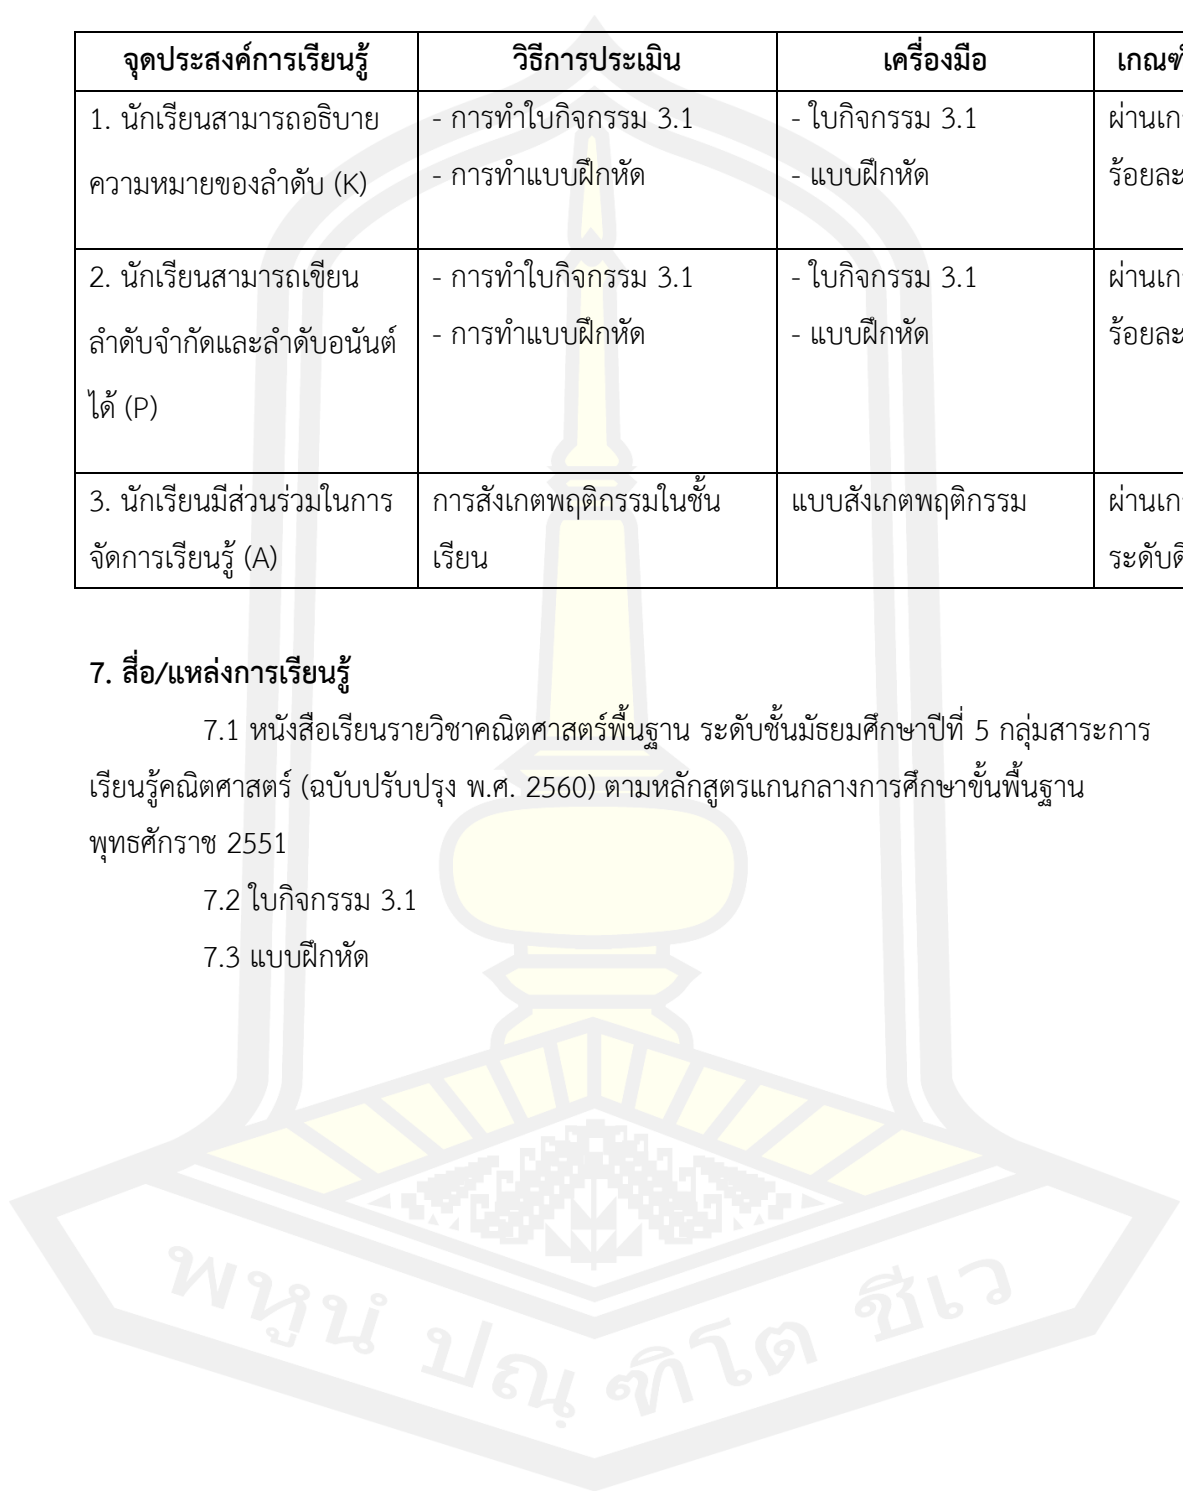 จุดประสงค์การเรียนรู้ วิธีการประเมิน เครื่องมือ
1. นักเรียนสามารถอธิบาย - การทำใบกิจกรรม 3.1 - ใบกิจกรรม 3.1
ความหมายของลำดับ (K) - การทำแบบฝึกหัด - แบบฝึกหัด ร้อยละ
2. นักเรียนสามารถเขียน - การทำใบกิจกรรม 3.1 - ใบกิจกรรม 3.1
ลำดับจำกัดและลำดับอนันต์ - การทำแบบฝึกหัด - แบบฝึกหัด ร้อยละ
ได้ (P)
3. นักเรียนมีส่วนร่วมในการ การสังเกตพฤติกรรมในชั้น แบบสังเกตพฤติกรรม
จัดการเรียนรู้ (A) เรียน
7. สื่อ/แหล่งการเรียนรู้
7.1 หนังสือเรียนรายวิชาคณิตศาสตร์พื้นฐาน ระดับชั้นมัธยมศึกษาปีที่ 5 กลุ่มสาระการ
เรียนรู้คณิตศาสตร์ (ฉบับปรับปรุง พ.ศ. 2560) ตามหลักสูตรแกนกลางการศึกษาขั้นพื้นฐาน
พุทธศักราช 2551
7.2 ใบกิจกรรม 3.1
7.3 แบบฝึกหัด
พหูนํ ปณฺฑิโต ชีเว